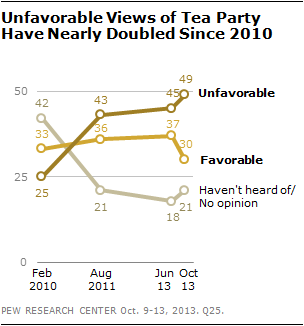 Unfavorable Views of Tea Party
Have Nearly Doubled Since 2010
50
42
43
45
49
Unfavorable
33
36
37
30
Favorable
25
25
21
18
21
Haven't heard of/
No opinion
0
Feb
2010
Aug
2011
Jun
13
Oct
13
PEW RESEARCH CENTER Oct. 9-13, 2013. Q25.